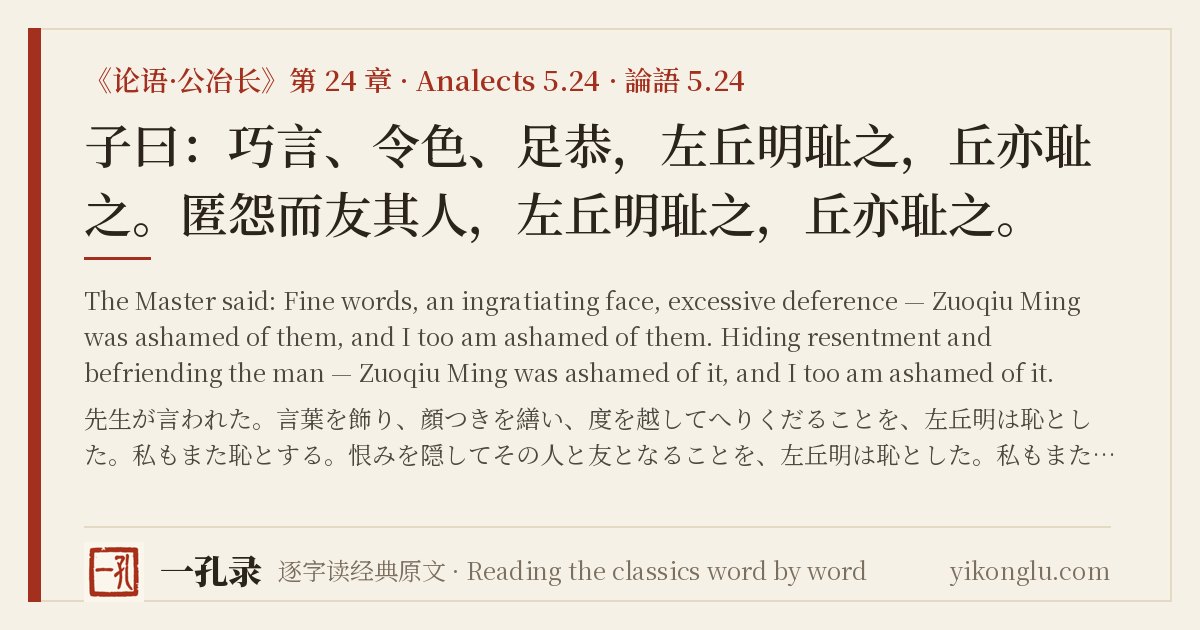 《论语·公冶长》第 24 章 · Analects 5.24 · 論語 5.24
子曰：巧言、令色、足恭，左丘明耻之，丘亦耻
之。匿怨而友其人，左丘明耻之，丘亦耻之。
The Master said: Fine words, an ingratiating face, excessive deference — Zuoqiu Ming
was ashamed of them, and I too am ashamed of them. Hiding resentment and
befriending the man — Zuoqiu Ming was ashamed of it, and I too am ashamed of it.
先生が言われた。言葉を飾り、顔つきを繕い、度を越してへりくだることを、左丘明は恥とし
た。私もまた恥とする。恨みを隠してその人と友となることを、左丘明は恥とした。私もまた…
一孔
一孔录 逐字读经典原文 · Reading the classics word by word yikonglu.com